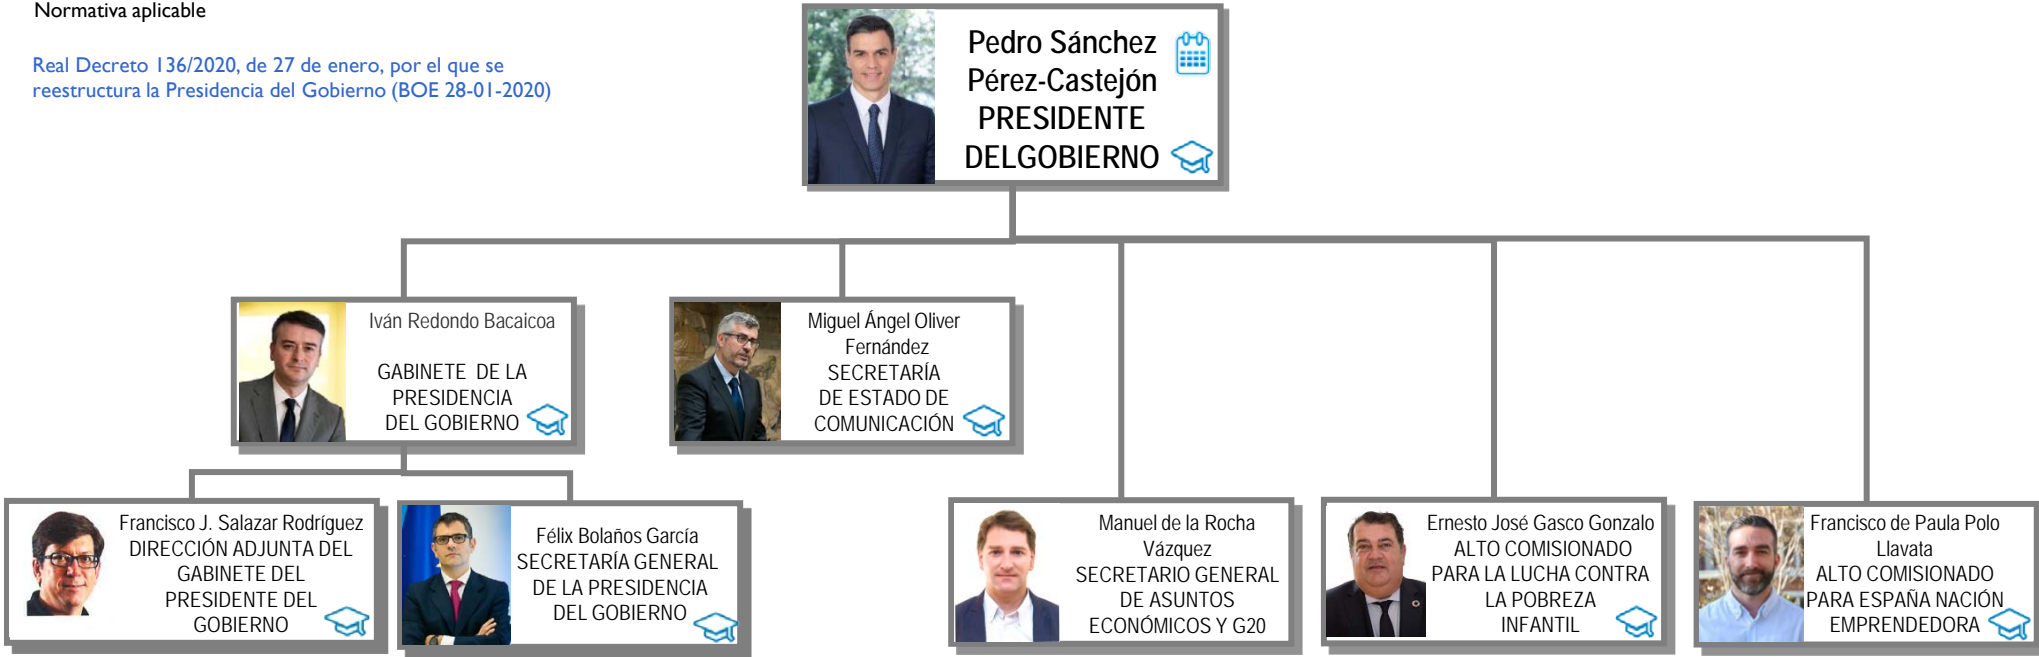 Normativa aplicable
Real Decreto 136/2020, de 27 de enero, por el que se
reestructura la Presidencia del Gobierno (BOE 28-01-2020)
Pedro Sánchez
Pérez-Castejón
PRESIDENTE
DELGOBIERNO
Iván Redondo Bacaicoa
GABINETE DE LA
PRESIDENCIA
DEL GOBIERNO
Miguel Ángel Oliver
Fernández
SECRETARÍA
DE ESTADO DE
COMUNICACIÓN
Francisco J. Salazar Rodríguez
DIRECCIÓN ADJUNTA DEL
GABINETE DEL
PRESIDENTE DEL
GOBIERNO
Félix Bolaños García
SECRETARÍA GENERAL
DE LA PRESIDENCIA
DEL GOBIERNO
Manuel de la Rocha
Vázquez
SECRETARIO GENERAL
DE ASUNTOS
ECONÓMICOS Y G20
Ernesto José Gasco Gonzalo
ALTO COMISIONADO
PARA LA LUCHA CONTRA
LA POBREZA
INFANTIL
Francisco de Paula Polo
Llavata
ALTO COMISIONADO
PARA ESPAÑA NACIÓN
EMPRENDEDORA